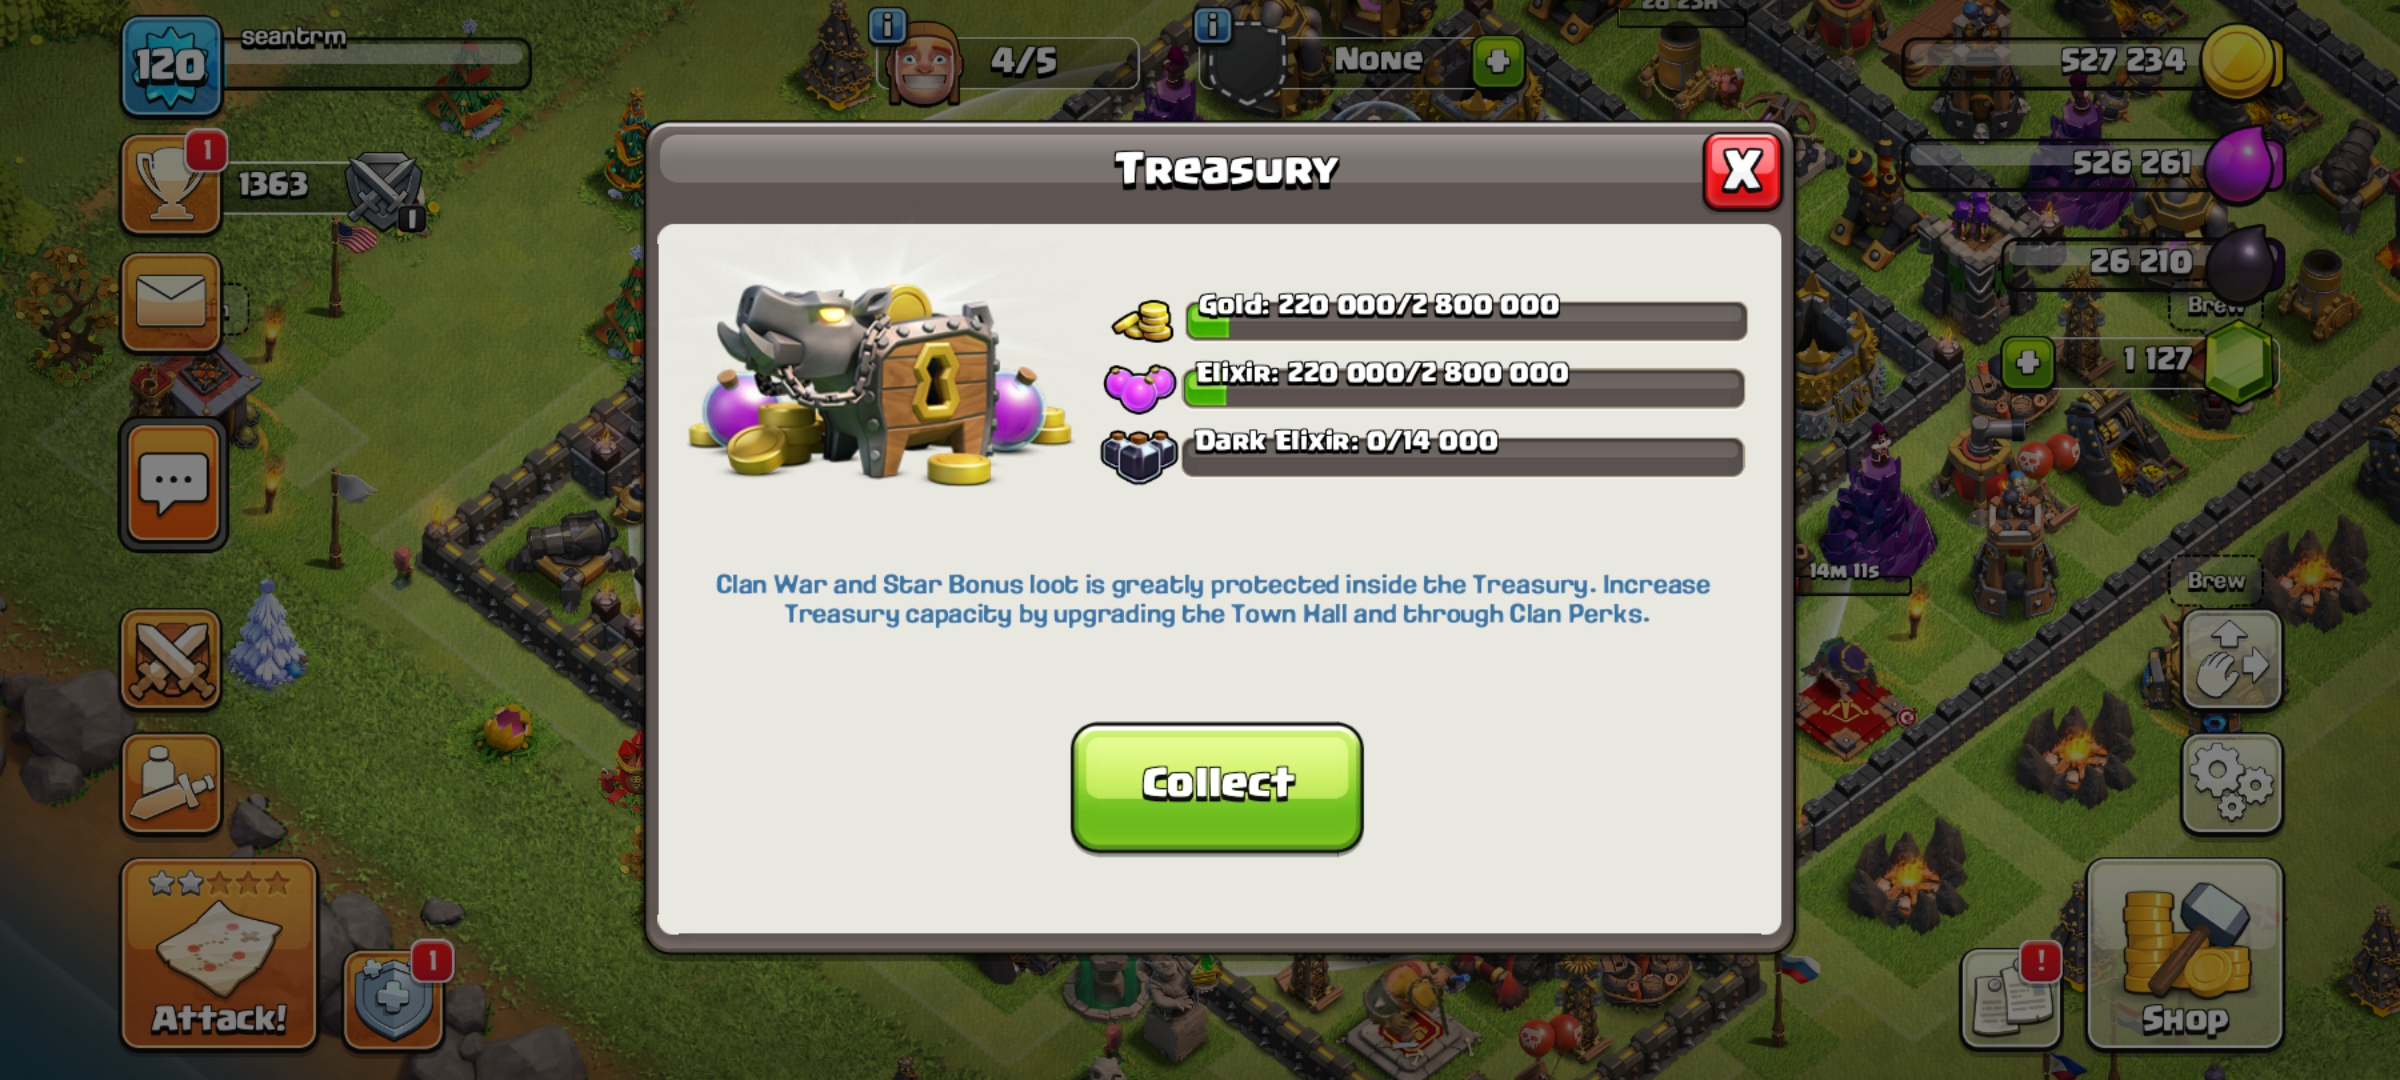 120
seantrm
4/5
None
2d 23h
527 234
1
1363
1
Treasury
X
526 261
26 210
Brew
1 127
Gold: 220 000/2 800 000
Elixir: 220 000/2 800 000
Dark Elixir: 0/14 000
Clan War and Star Bonus loot is greatly protected inside the Treasury. Increase
Treasury capacity by upgrading the Town Hall and through Clan Perks.
14m 11s
Brew
Collect
Attack!
1
!
Shop